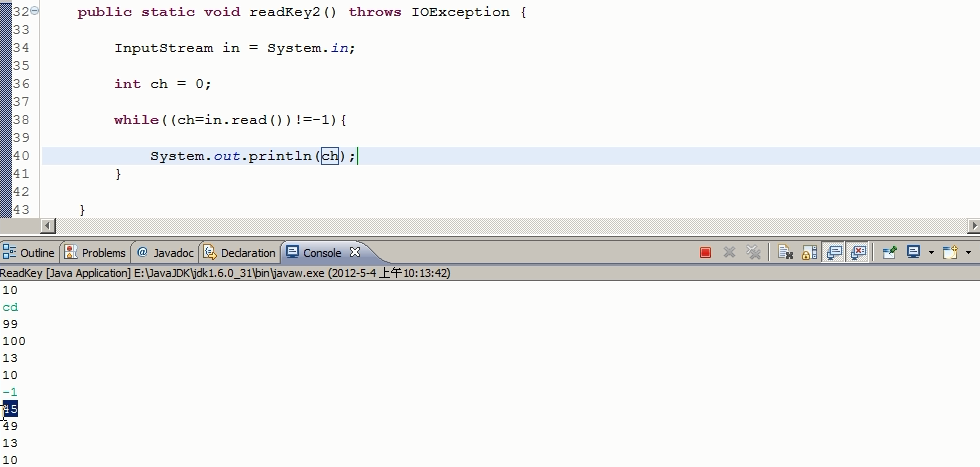 32 public static void readKey2() throws IOException {
33
34 InputStream in = System.in;
35
36 int ch = 0;
37
38 while((ch=in.read())!=-1){
39
40 System.out.println(ch);
41 }
42
43 }
Outline Problems @ Javadoc Declaration Console
ReadKey [Java Application] E:\JavaJDK\jdk1.6.0_31\bin\javaw.exe (2012-5-4 上午10:13:42)
10
cd
99
100
13
10
-1
45
49
13
10